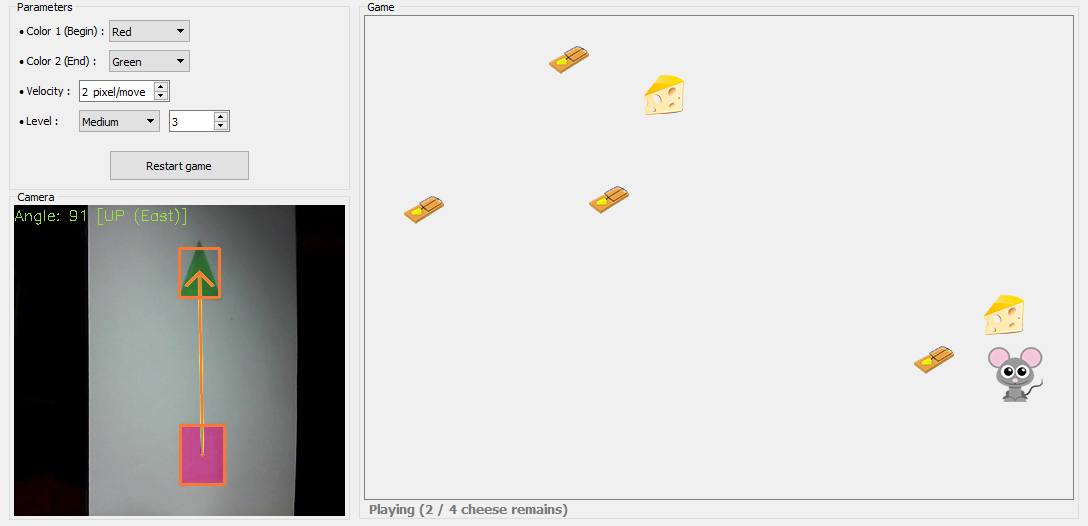 Parameters
• Color 1 (Begin) : Red
• Color 2 (End) : Green
• Velocity : 2 pixel/move
• Level : Medium 3
Restart game
Camera
Angle: 91 [UP (East)]
Game
Playing (2 / 4 cheese remains)